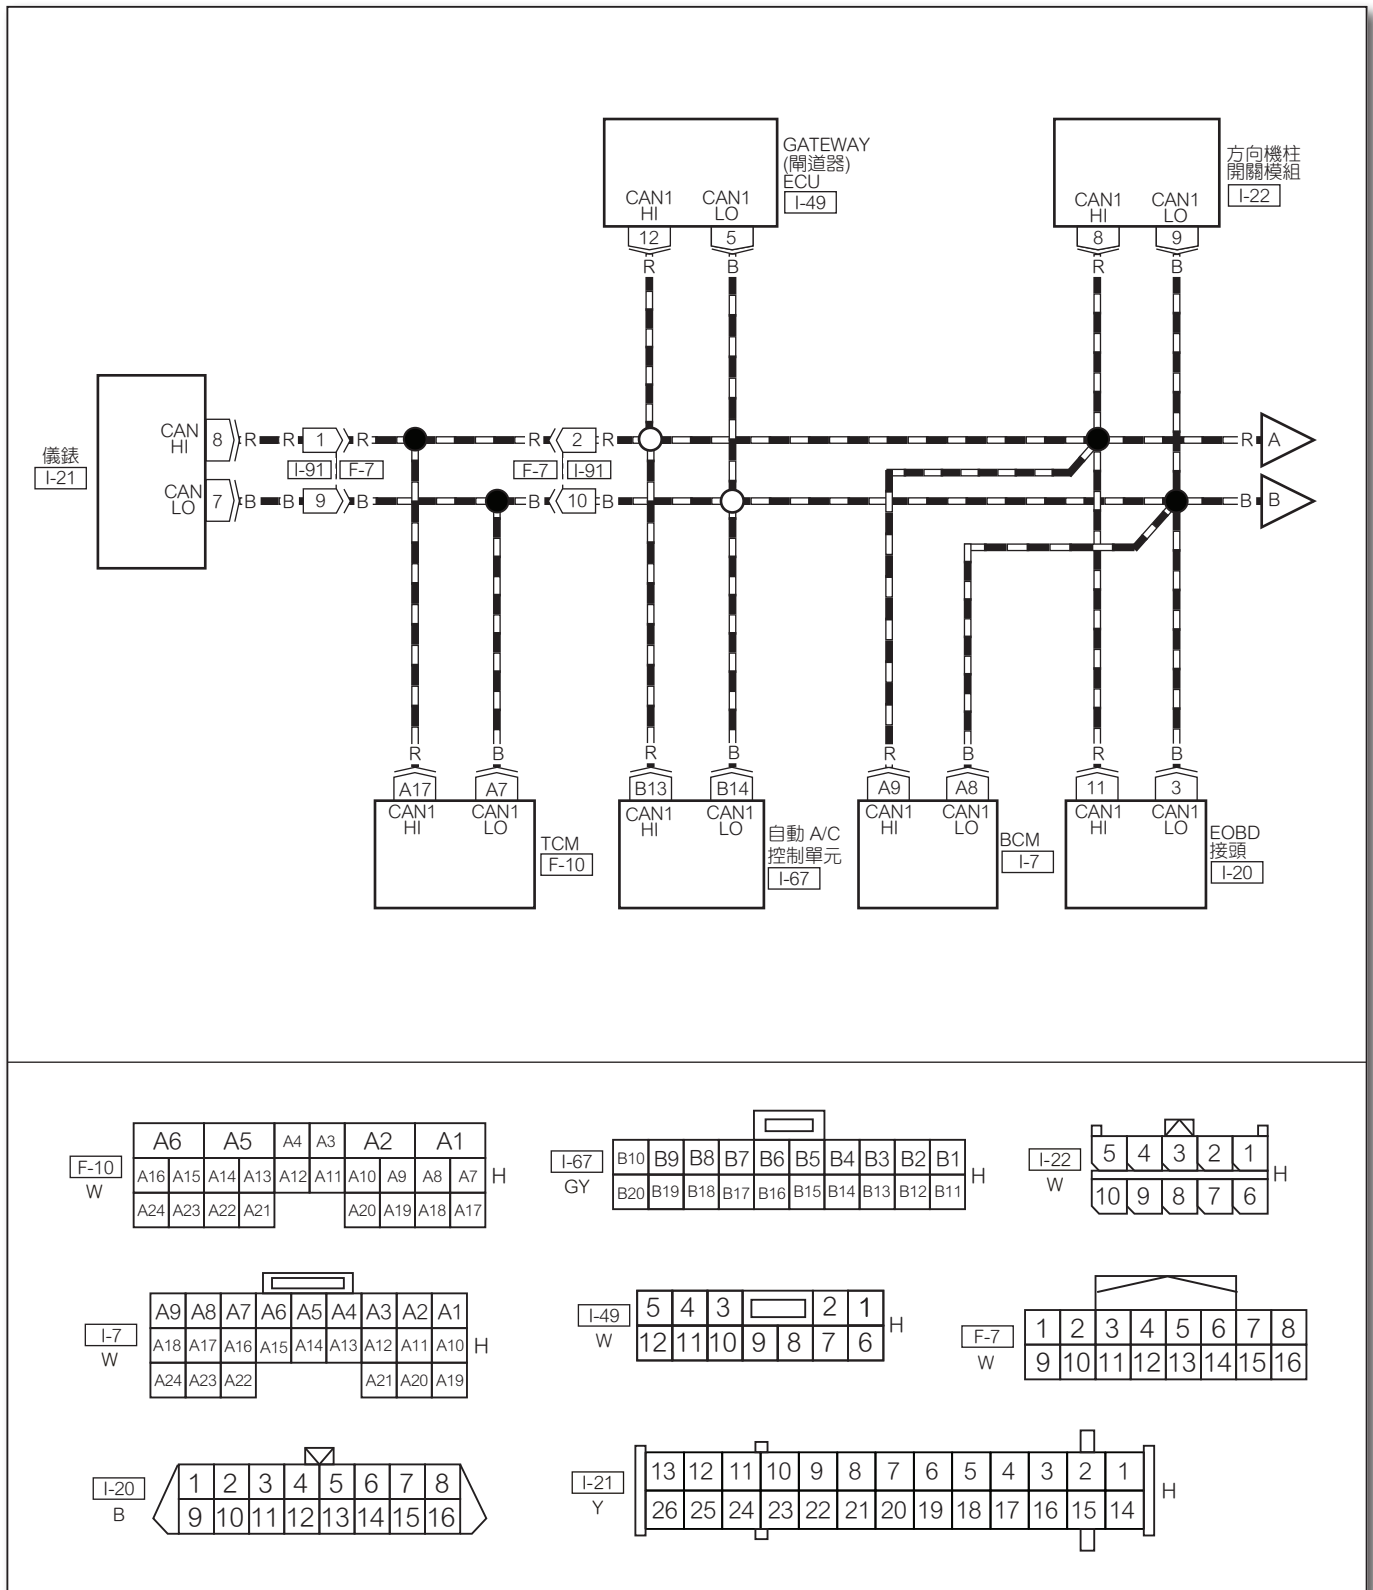 GATEWAY
(閘道器)
ECU
I-49
CAN1
HI
CAN1
LO
12
5
R
B
方向機柱
開關模組
I-22
CAN1
HI
CAN1
LO
8
9
R
B
儀錶
I-21
CAN
HI
8
R
R
1
R
R
2
R
R
A
I-91
F-7
F-7
I-91
CAN
LO
7
B
B
9
B
B
10
B
B
B
R
B
R
B
R
B
R
B
A17
A7
B13
B14
A9
A8
11
3
CAN1
HI
CAN1
LO
TCM
F-10
CAN1
HI
CAN1
LO
自動 A/C
控制單元
I-67
CAN1
HI
CAN1
LO
BCM
I-7
CAN1
HI
CAN1
LO
EOBD
接頭
I-20
F-10
W
A6 A5 A4 A3 A2 A1
A16 A15 A14 A13 A12 A11 A10 A9 A8 A7
A24 A23 A22 A21 A20 A19 A18 A17
H
I-67
GY
B10 B9 B8 B7 B6 B5 B4 B3 B2 B1
B20 B19 B18 B17 B16 B15 B14 B13 B12 B11
H
I-22
W
5 4 3 2 1
10 9 8 7 6
H
I-7
W
A9 A8 A7 A6 A5 A4 A3 A2 A1
A18 A17 A16 A15 A14 A13 A12 A11 A10
A24 A23 A22 A21 A20 A19
H
I-49
W
5 4 3 2 1
12 11 10 9 8 7 6
H
F-7
W
1 2 3 4 5 6 7 8
9 10 11 12 13 14 15 16
I-20
B
1 2 3 4 5 6 7 8
9 10 11 12 13 14 15 16
I-21
Y
13 12 11 10 9 8 7 6 5 4 3 2 1
26 25 24 23 22 21 20 19 18 17 16 15 14
H